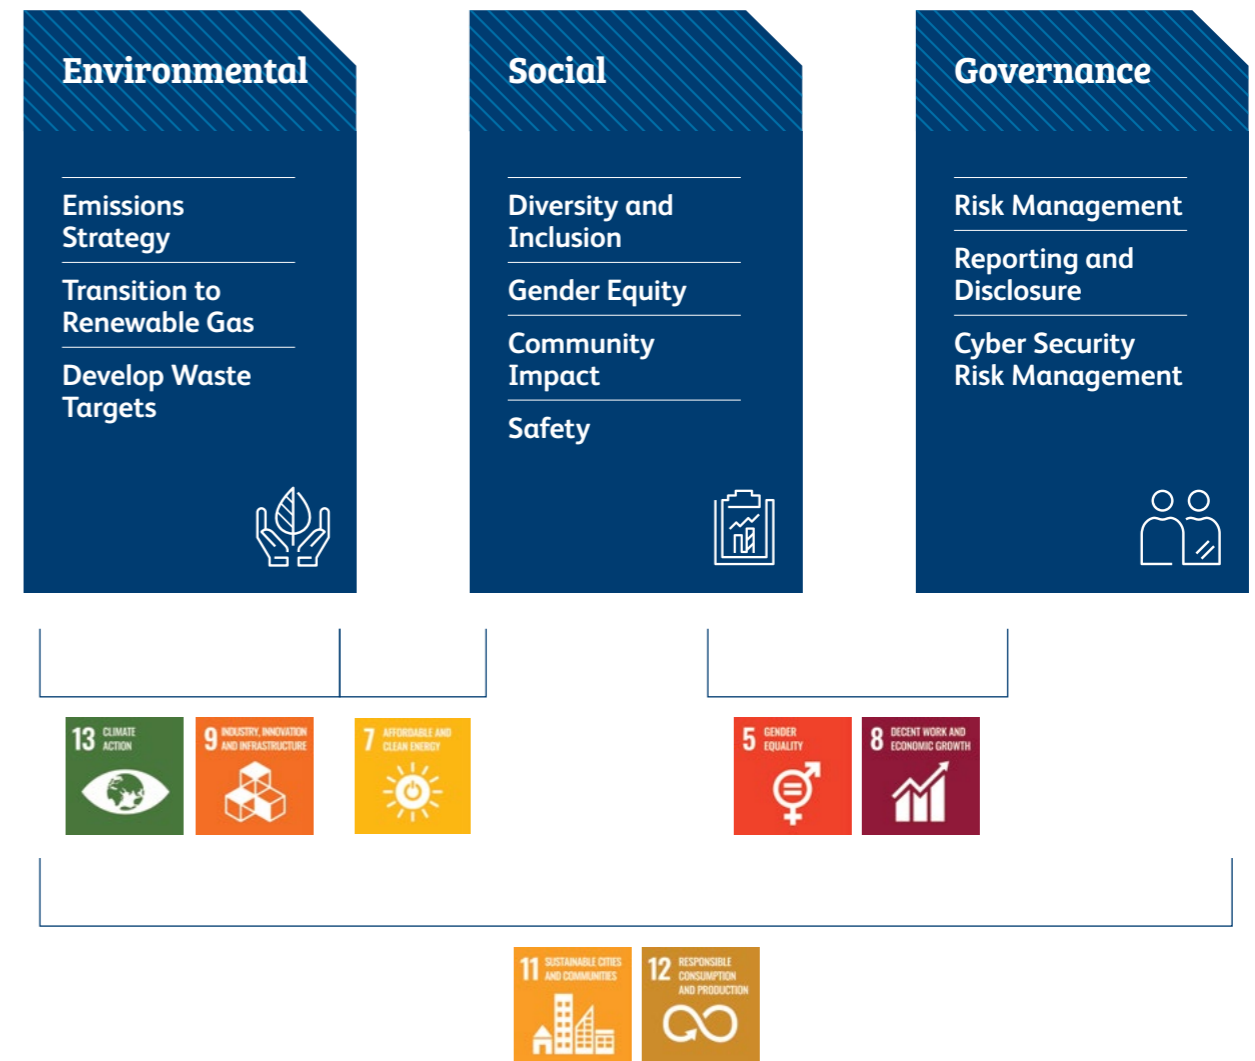 Environmental
Emissions
Strategy
Transition to
Renewable Gas
Develop Waste
Targets
Social
Diversity and
Inclusion
Gender Equity
Community
Impact
Safety
Governance
Risk Management
Reporting and
Disclosure
Cyber Security
Risk Management
13 CLIMATE
ACTION
9 INDUSTRY, INNOVATION
AND INFRASTRUCTURE
7 AFFORDABLE AND
CLEAN ENERGY
5 GENDER
EQUALITY
8 DECENT WORK AND
ECONOMIC GROWTH
11 SUSTAINABLE CITIES
AND COMMUNITIES
12 RESPONSIBLE
CONSUMPTION
AND PRODUCTION